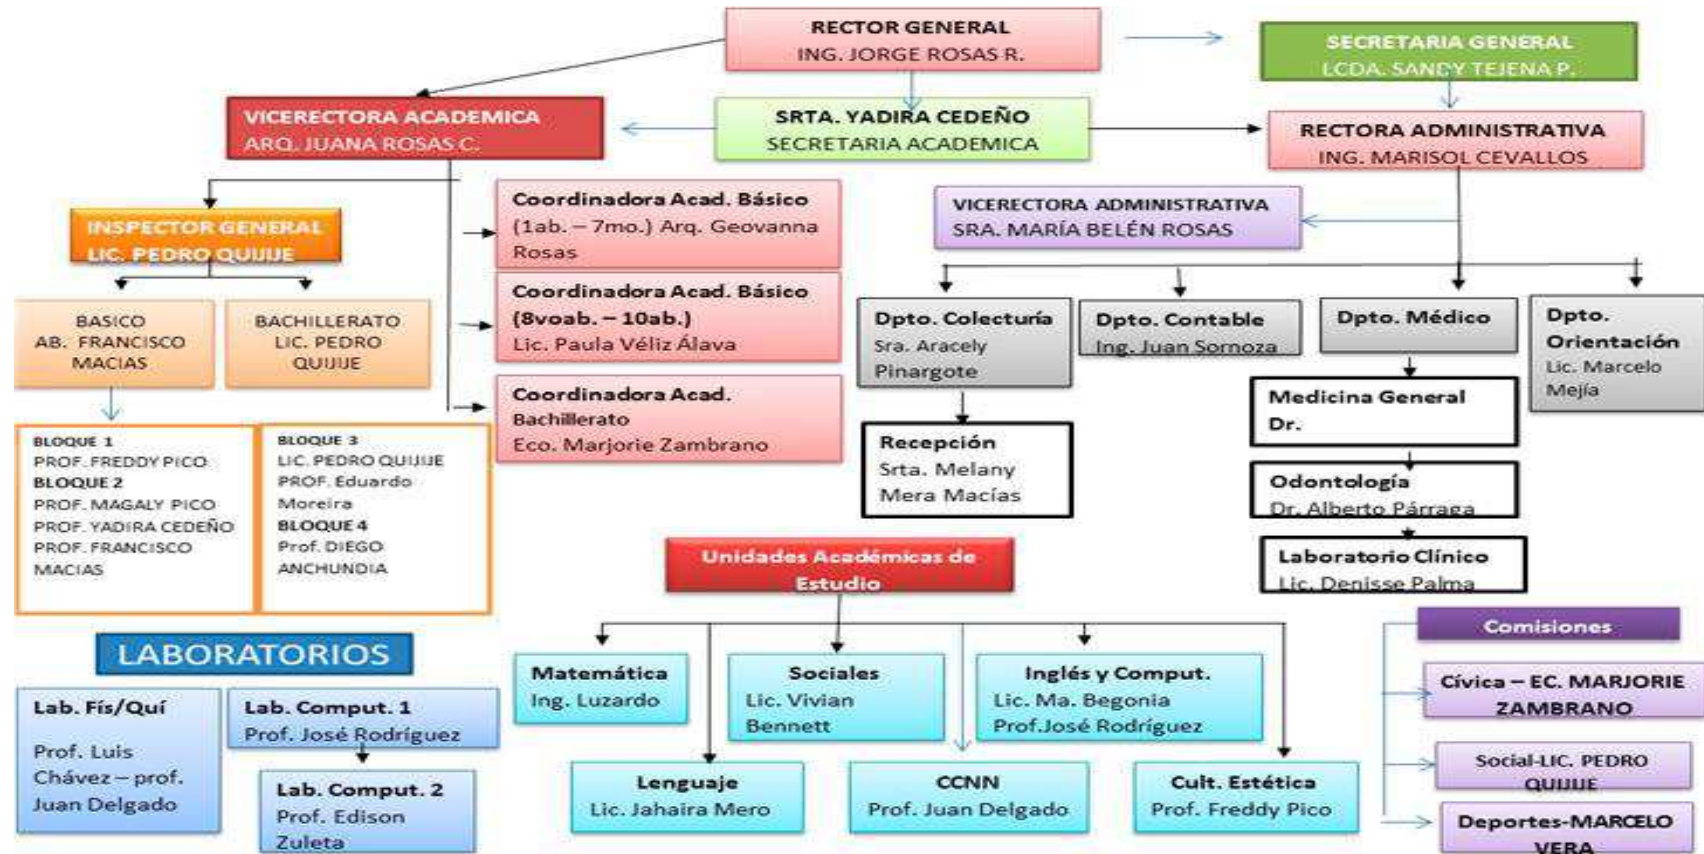 RECTOR GENERAL
ING. JORGE ROSAS R.
SECRETARIA GENERAL
LCDA. SANDY TEJENA P.
VICERECTORA ACADEMICA
ARQ. JUANA ROSAS C.
SRTA. YADIRA CEDEÑO
SECRETARIA ACADEMICA
RECTORA ADMINISTRATIVA
ING. MARISOL CEVALLOS
INSPECTOR GENERAL
LIC. PEDRO QUIJIJE
Coordinadora Acad. Básico
(1ab. – 7mo.) Arq. Geovanna
Rosas
VICERECTORA ADMINISTRATIVA
SRA. MARÍA BELÉN ROSAS
BASICO
AB. FRANCISCO
MACIAS
BACHILLERATO
LIC. PEDRO
QUIJIJE
Coordinadora Acad. Básico
(8voab. – 10ab.)
Lic. Paula Véliz Álava
Dpto. Colecturía
Sra. Aracely
Pinargote
Dpto. Contable
Ing. Juan Sornoza
Dpto. Médico
Dpto.
Orientación
Lic. Marcelo
Mejía
Coordinadora Acad.
Bachillerato
Eco. Marjorie Zambrano
Medicina General
Dr.
BLOQUE 1
PROF. FREDDY PICO
BLOQUE 2
PROF. MAGALY PICO
PROF. YADIRA CEDEÑO
PROF. FRANCISCO
MACIAS
BLOQUE 3
LIC. PEDRO QUIJIJE
PROF. Eduardo
Moreira
BLOQUE 4
Prof. DIEGO
ANCHUNDIA
Recepción
Srta. Melany
Mera Macías
Odontología
Dr. Alberto Párraga
Laboratorio Clínico
Lic. Denisse Palma
Unidades Académicas de
Estudio
LABORATORIOS
Lab. Fís/Quí
Prof. Luis
Chávez – prof.
Juan Delgado
Lab. Comput. 1
Prof. José Rodríguez
Lab. Comput. 2
Prof. Edison
Zuleta
Matemática
Ing. Luzardo
Sociales
Lic. Vivian
Bennett
Inglés y Comput.
Lic. Ma. Begonia
Prof.José Rodríguez
Lenguaje
Lic. Jahaira Mero
CCNN
Prof. Juan Delgado
Cult. Estética
Prof. Freddy Pico
Comisiones
Cívica – EC. MARJORIE
ZAMBRANO
Social-LIC. PEDRO
QUIJIJE
Deportes-MARCELO
VERA